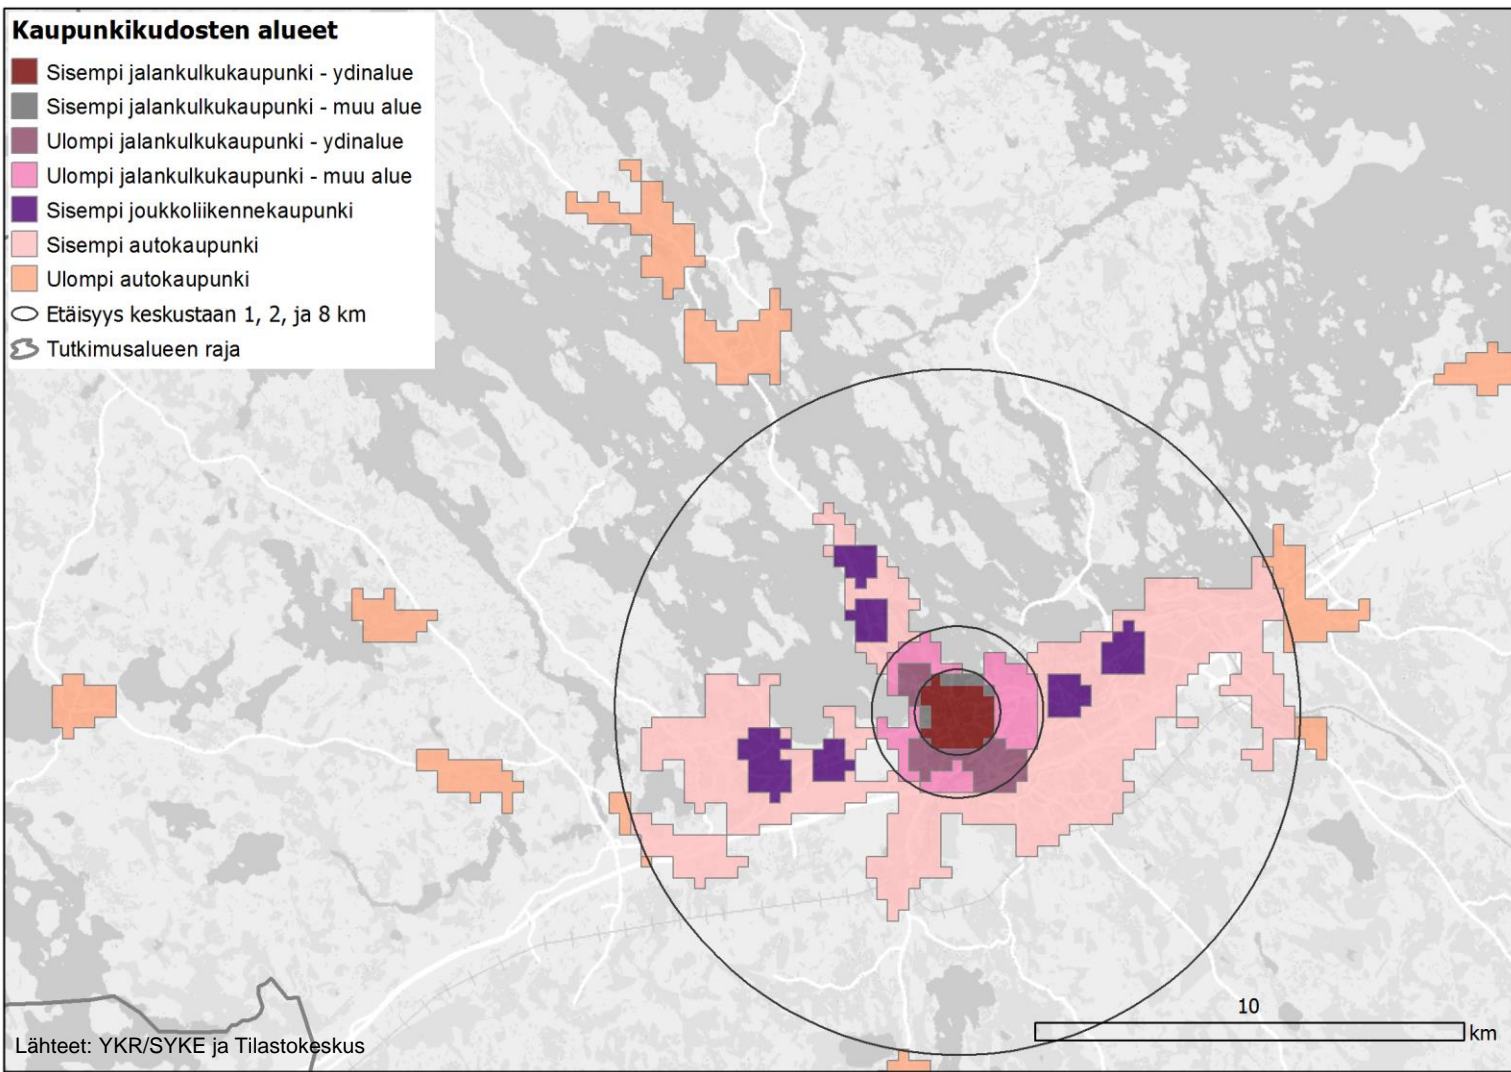 Kaupunkikudosten alueet
Sisempi jalankulkukaupunki - ydinalue
Sisempi jalankulkukaupunki - muu alue
Ulompi jalankulkukaupunki - ydinalue
Ulompi jalankulkukaupunki - muu alue
Sisempi joukkoliikennekaupunki
Sisempi autokaupunki
Ulompi autokaupunki
Etäisyys keskustaan 1, 2, ja 8 km
Tutkimusalueen raja
10
km
Lähteet: YKR/SYKE ja Tilastokeskus